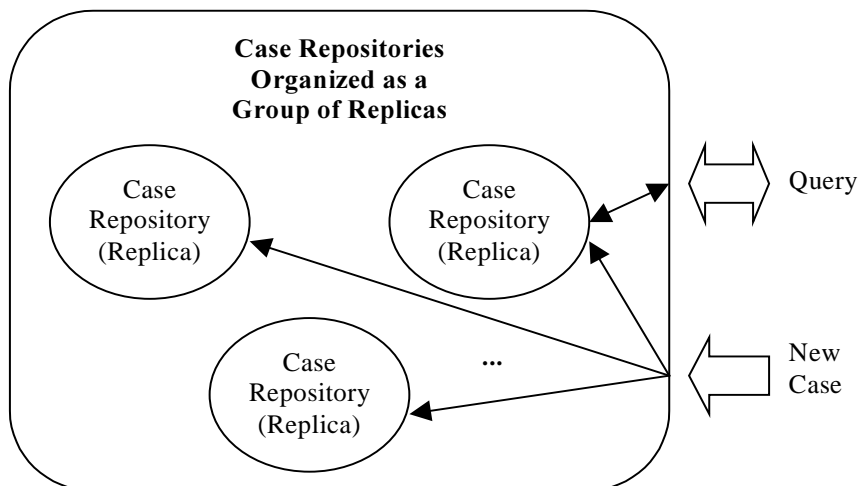 Case Repositories
Organized as a
Group of Replicas
Case
Repository
(Replica)
Case
Repository
(Replica)
Query
Case
Repository
(Replica)
...
New
Case